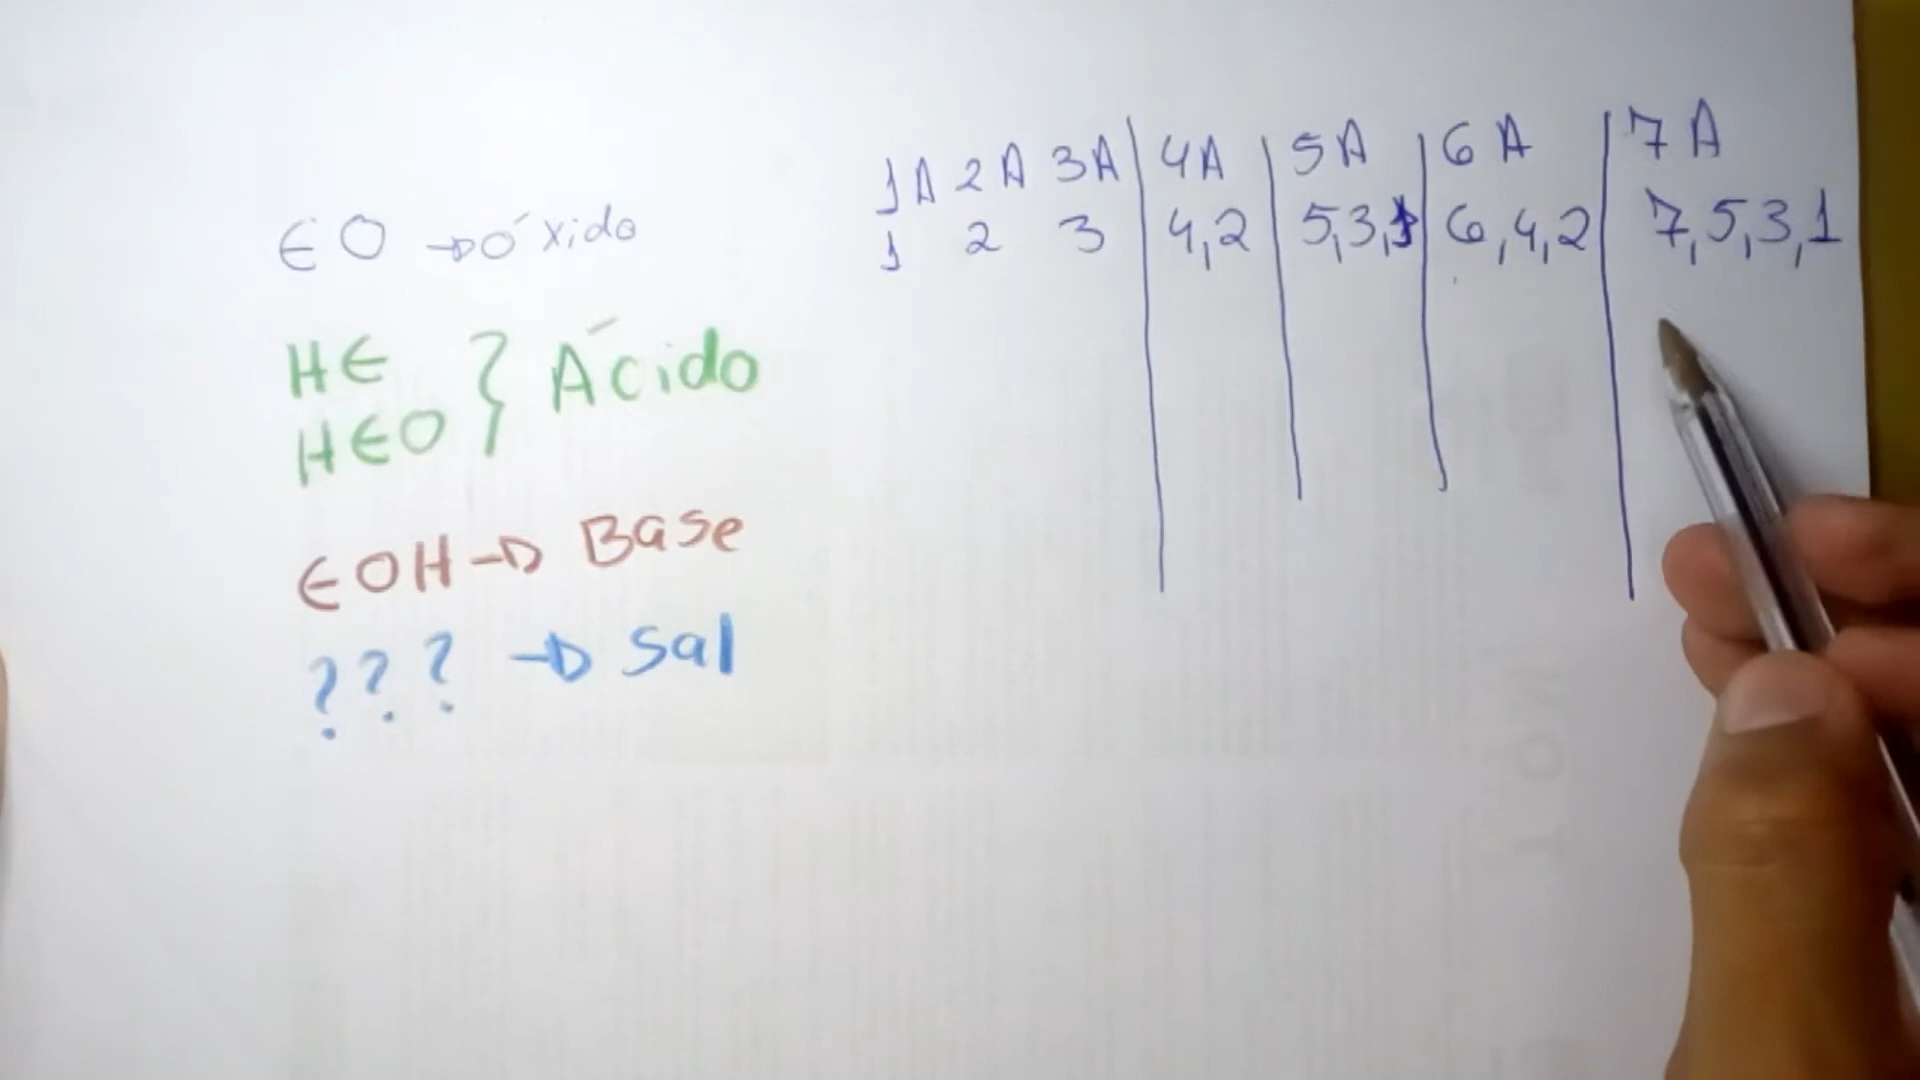 EO → óxido
HE
HEO } Ácido
EOH → Base
??? → Sal
1A 2A 3A 4A 5A 6A 7A
1 2 3 4,2 5,3,1 6,4,2 7,5,3,1